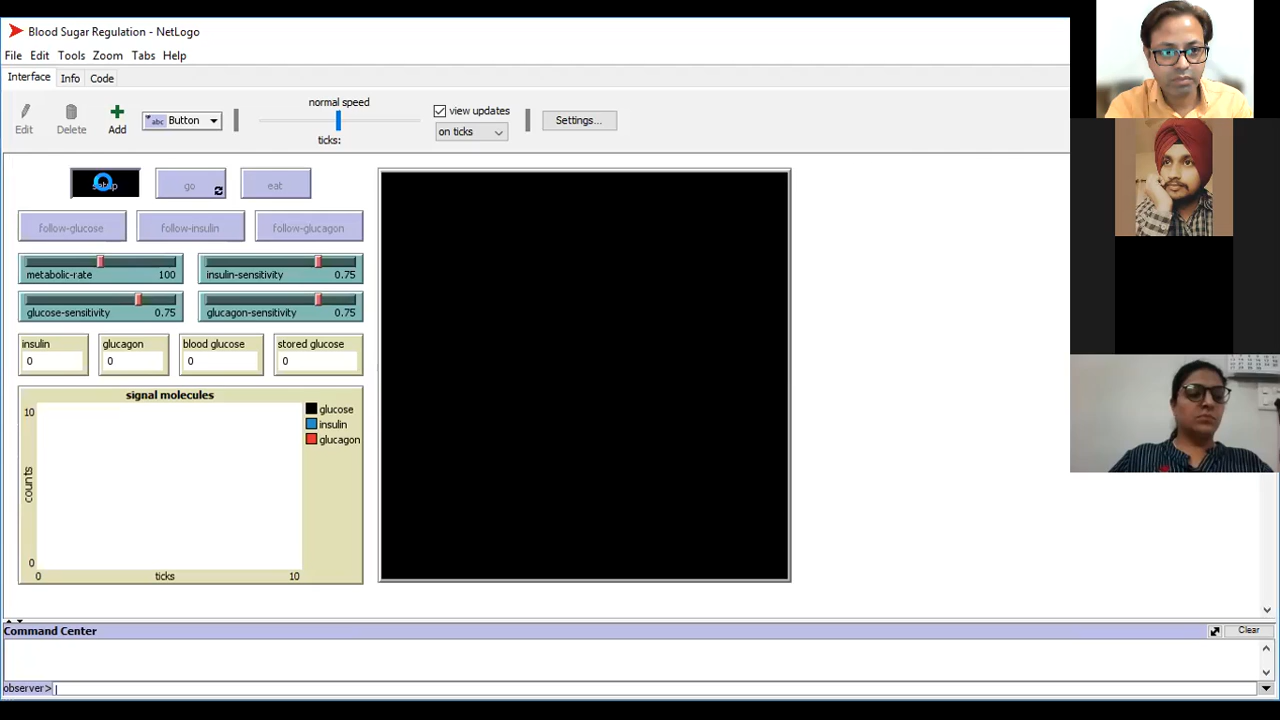 Blood Sugar Regulation - NetLogo
File Edit Tools Zoom Tabs Help
Interface Info Code
Edit Delete Add abc Button normal speed ticks: view updates on ticks Settings...
setup go eat
follow-glucose follow-insulin follow-glucagon
metabolic-rate 100 insulin-sensitivity 0.75
glucose-sensitivity 0.75 glucagon-sensitivity 0.75
insulin glucagon blood glucose stored glucose
0 0 0 0
signal molecules
10
counts
0
0 ticks 10
glucose
insulin
glucagon
Command Center Clear
observer>